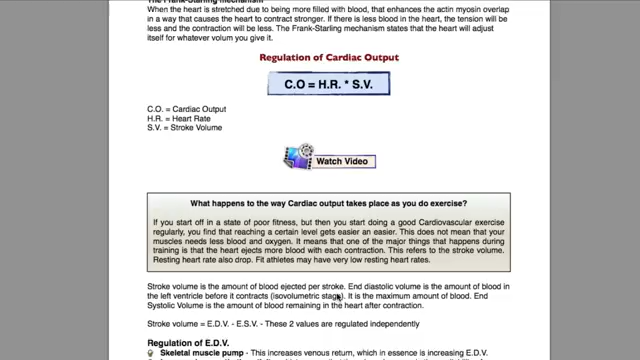 The Frank-Starling mechanism
When the heart is stretched due to being more filled with blood, that enhances the actin myosin overlap
in a way that causes the heart to contract stronger. If there is less blood in the heart, the tension will be
less and the contraction will be less. The Frank-Starling mechanism states that the heart will adjust
itself for whatever volum you give it.
Regulation of Cardiac Output
C.O = H.R. * S.V.
C.O. = Cardiac Output
H.R. = Heart Rate
S.V. = Stroke Volume
Watch Video
What happens to the way Cardiac output takes place as you do exercise?
If you start off in a state of poor fitness, but then you start doing a good Cardiovascular exercise
regularly, you find that reaching a certain level gets easier an easier. This does not mean that your
muscles needs less blood and oxygen. It means that one of the major things that happens during
training is that the heart ejects more blood with each contraction. This refers to the stroke volume.
Resting heart rate also drop. Fit athletes may have very low resting heart rates.
Stroke volume is the amount of blood ejected per stroke. End diastolic volume is the amount of blood in
the left ventricle before it contracts (isovolumetric stage). It is the maximum amount of blood. End
Systolic Volume is the amount of blood remaining in the heart after contraction.
Stroke volume = E.D.V. - E.S.V. - These 2 values are regulated independently
Regulation of E.D.V.
Skeletal muscle pump - This increases venous return, which in essence is increasing E.D.V.